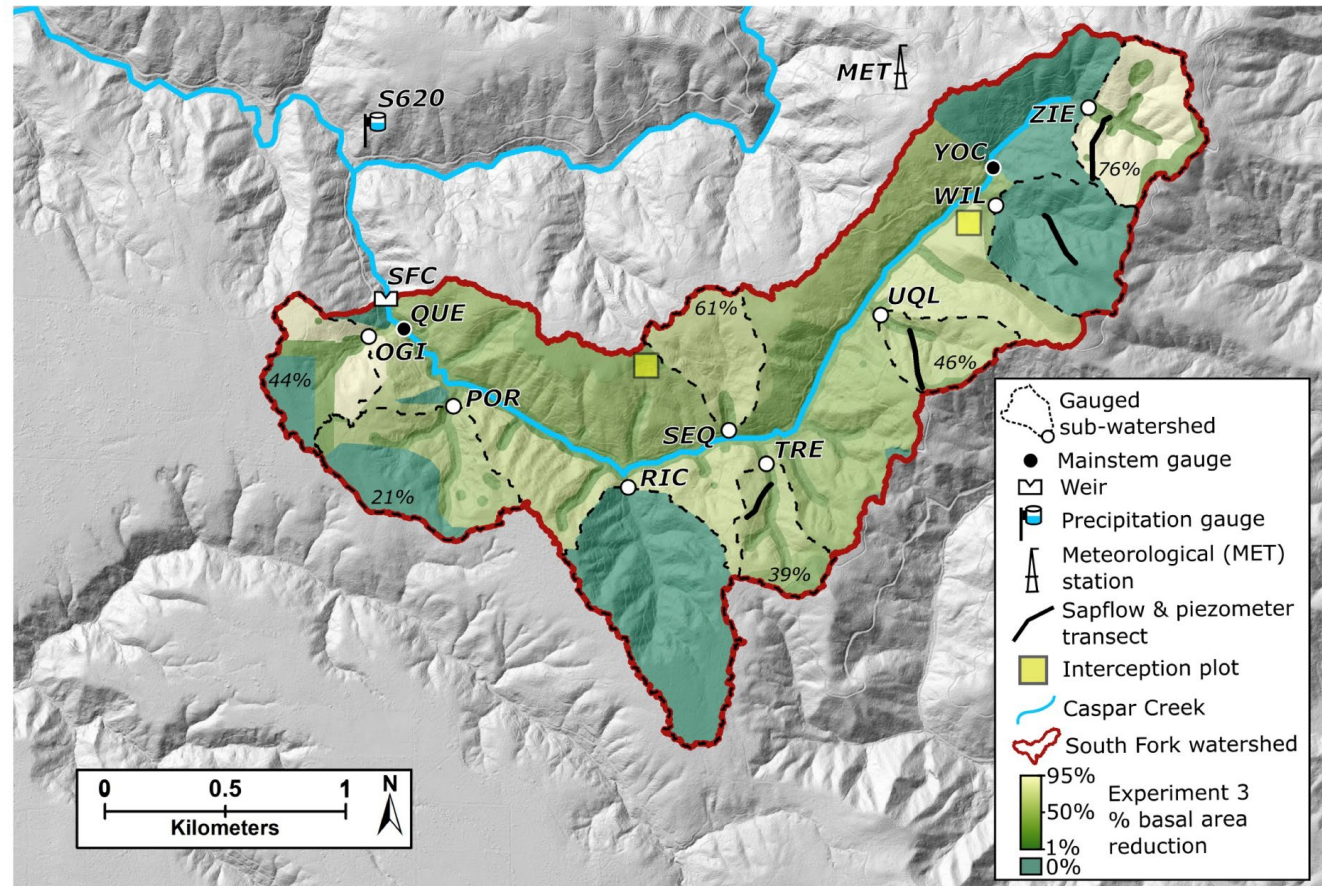 MET
S620
ZIE
76%
YOC
WIL
SFC
QUE
OGI
61%
UQL
46%
44%
POR
SEQ
TRE
RIC
21%
39%
Gauged
sub-watershed
Mainstem gauge
Weir
Precipitation gauge
Meteorological (MET)
station
Sapflow & piezometer
transect
Interception plot
Caspar Creek
South Fork watershed
95%
50%
1%
0%
Experiment 3
% basal area
reduction
0 0.5 1
Kilometers
N